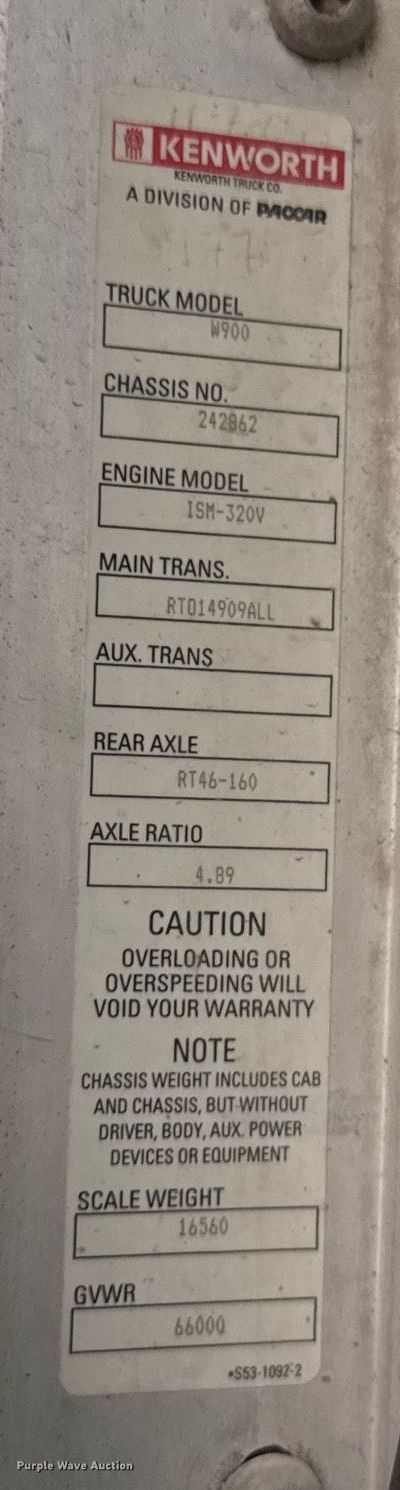 KENWORTH
KENWORTH TRUCK CO.
A DIVISION OF PACCAR
TRUCK MODEL
W900
CHASSIS NO.
242862
ENGINE MODEL
ISM-320V
MAIN TRANS.
RTO14909ALL
AUX. TRANS
REAR AXLE
RT46-160
AXLE RATIO
4.89
CAUTION
OVERLOADING OR
OVERSPEEDING WILL
VOID YOUR WARRANTY
NOTE
CHASSIS WEIGHT INCLUDES CAB
AND CHASSIS, BUT WITHOUT
DRIVER, BODY, AUX. POWER
DEVICES OR EQUIPMENT
SCALE WEIGHT
16560
GVWR
66000
•S53-1092-2
Purple Wave Auction